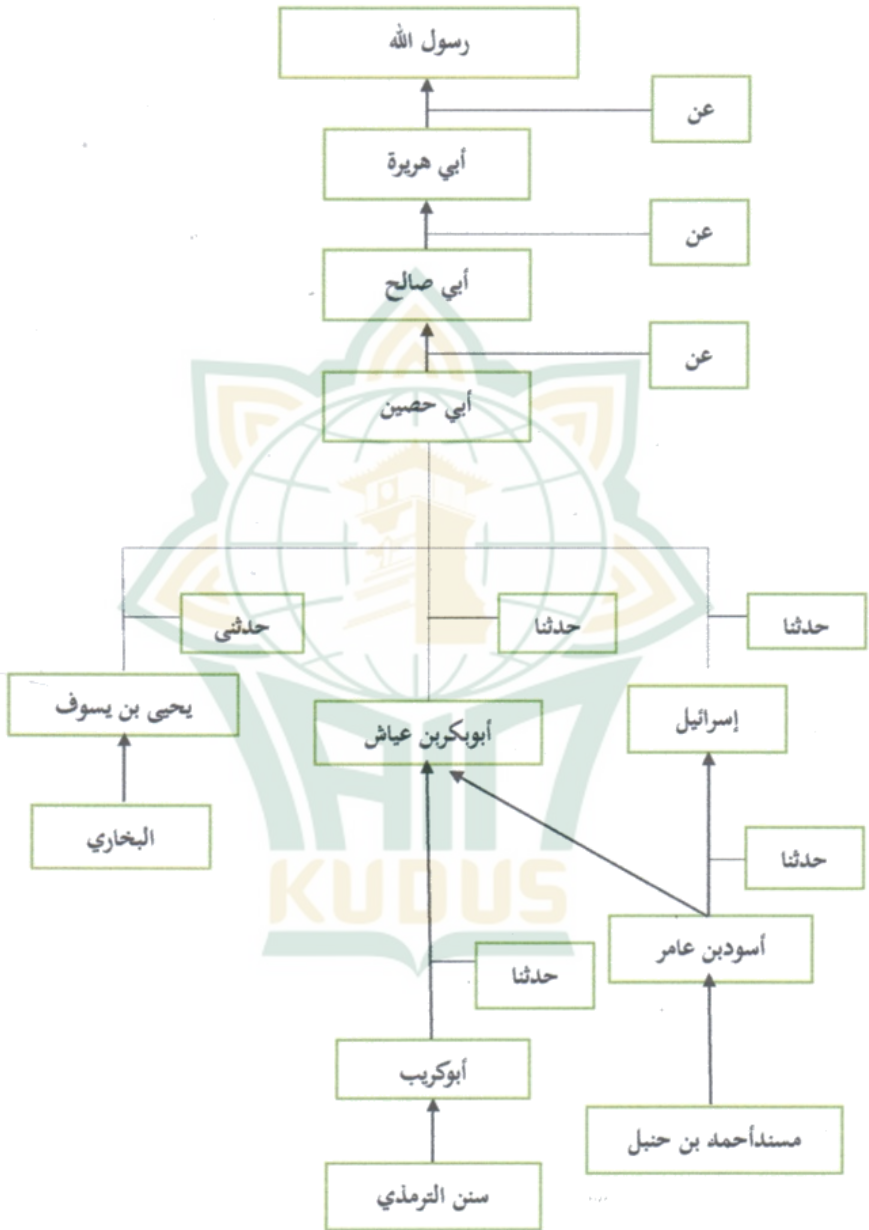 رسول الله
عن
أبي هريرة
عن
أبي صالح
عن
أبي حصين
حدثنا
حدثنا
حدثنى
إسرائيل
أبوبكربن عياش
يحيى بن يسوف
حدثنا
البخاري
أسودبن عامر
حدثنا
أبوكريب
مسندأحمد بن حنبل
سنن الترمذي
IAIN
KUDUS